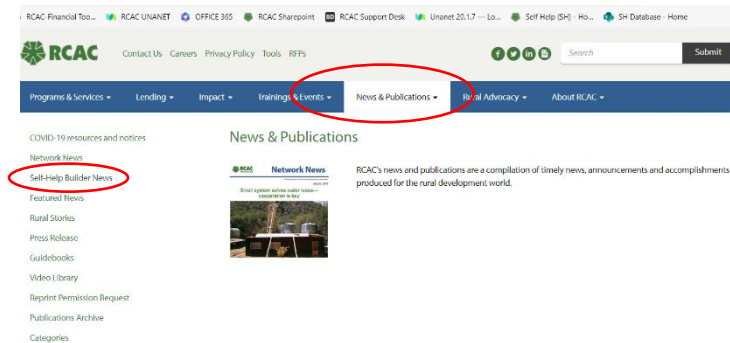 RCAC-Financial Too... RCAC UNANET OFFICE 365 RCAC Sharepoint RCAC Support Desk Unanet 20.1.7 — Lo... Self Help (SH) - Ho... SH Database - Home
RCAC Contact Us Careers Privacy Policy Tools RFPs Search Submit
Programs & Services Lending Impact Trainings & Events News & Publications Rural Advocacy About RCAC
COVID-19 resources and notices
Network News
Self-Help Builder News
Featured News
Rural Stories
Press Release
Guidebooks
Video Library
Reprint Permission Request
Publications Archive
Categories
News & Publications
RCAC Network News
Small system solves water woes—
cooperation is key
RCAC's news and publications are a compilation of timely news, announcements and accomplishments
produced for the rural development world.